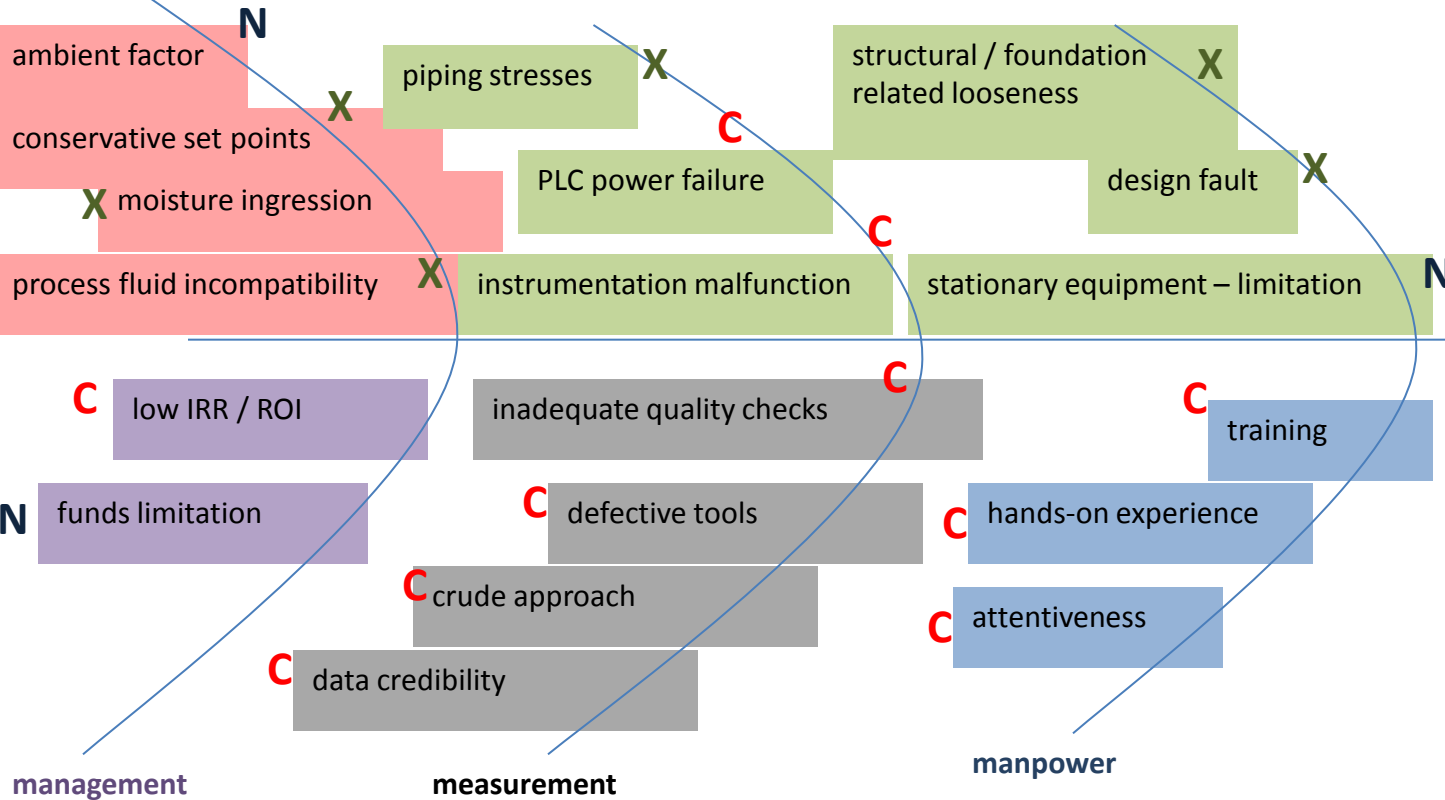 N
ambient factor
piping stresses
X
structural / foundation
related looseness
X
X
conservative set points
C
PLC power failure
design fault
X
X
moisture ingression
C
process fluid incompatibility
X
instrumentation malfunction
stationary equipment – limitation
N
C
low IRR / ROI
inadequate quality checks
C
C
training
N
funds limitation
C
defective tools
C
hands-on experience
C
crude approach
C
attentiveness
C
data credibility
management
measurement
manpower